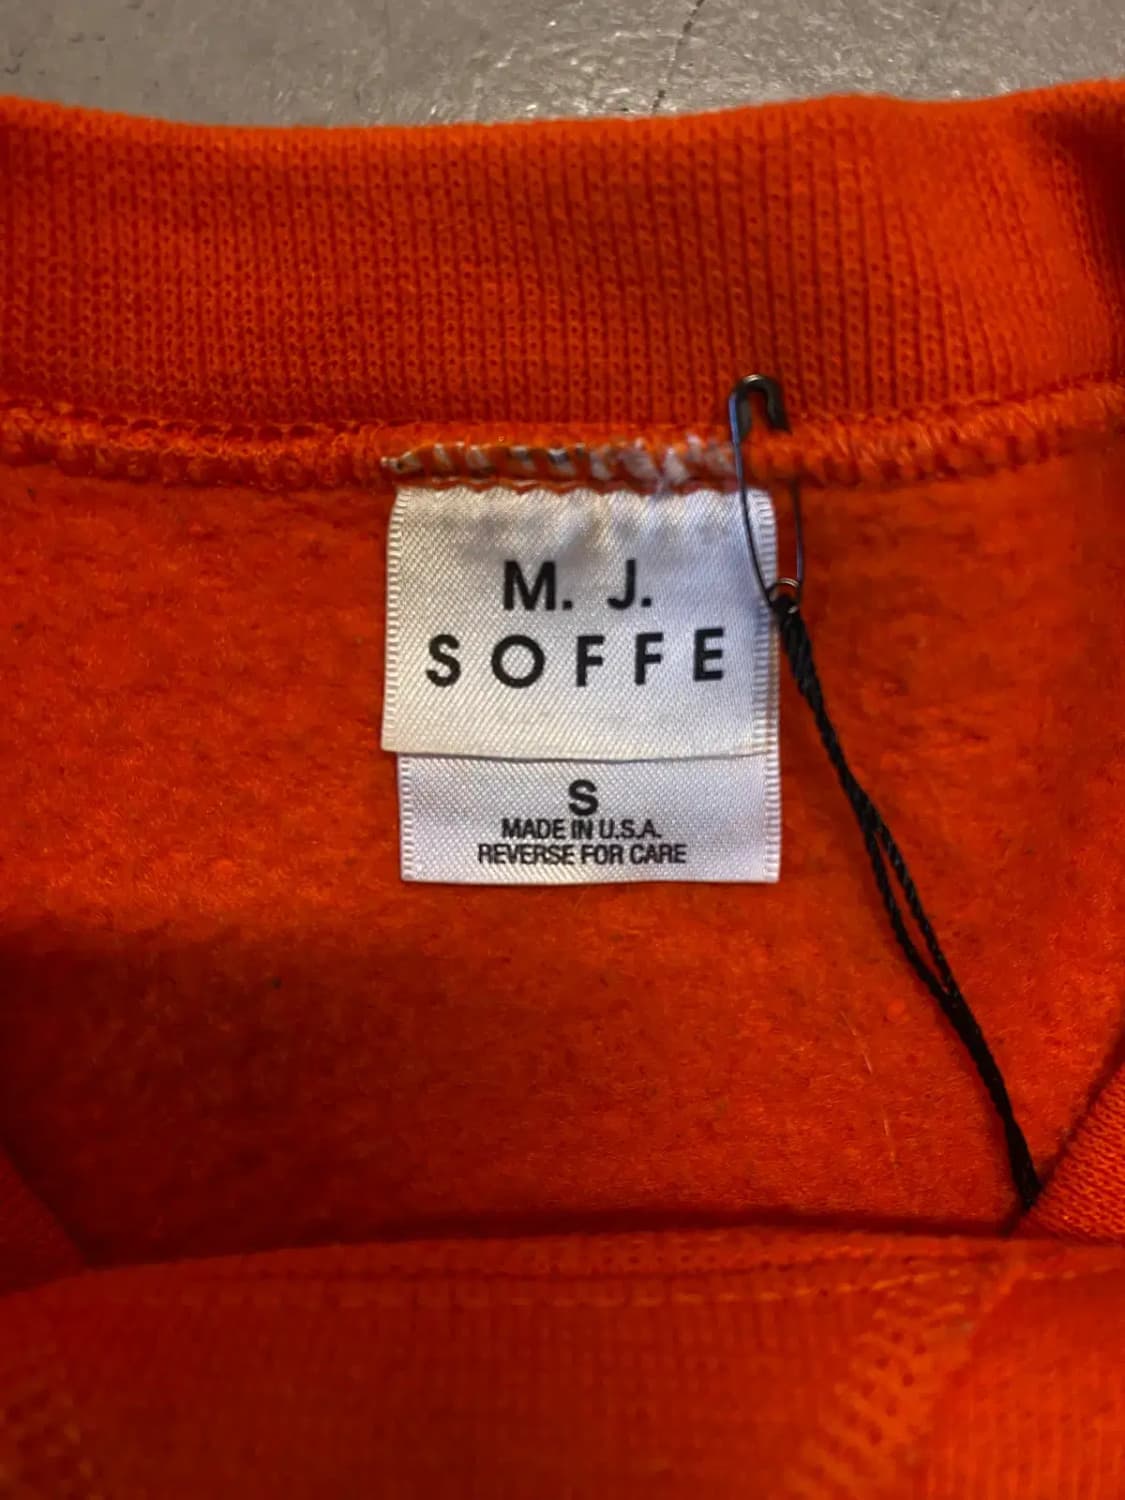 M. J.
SOFFE
S
MADE IN U.S.A.
REVERSE FOR CARE